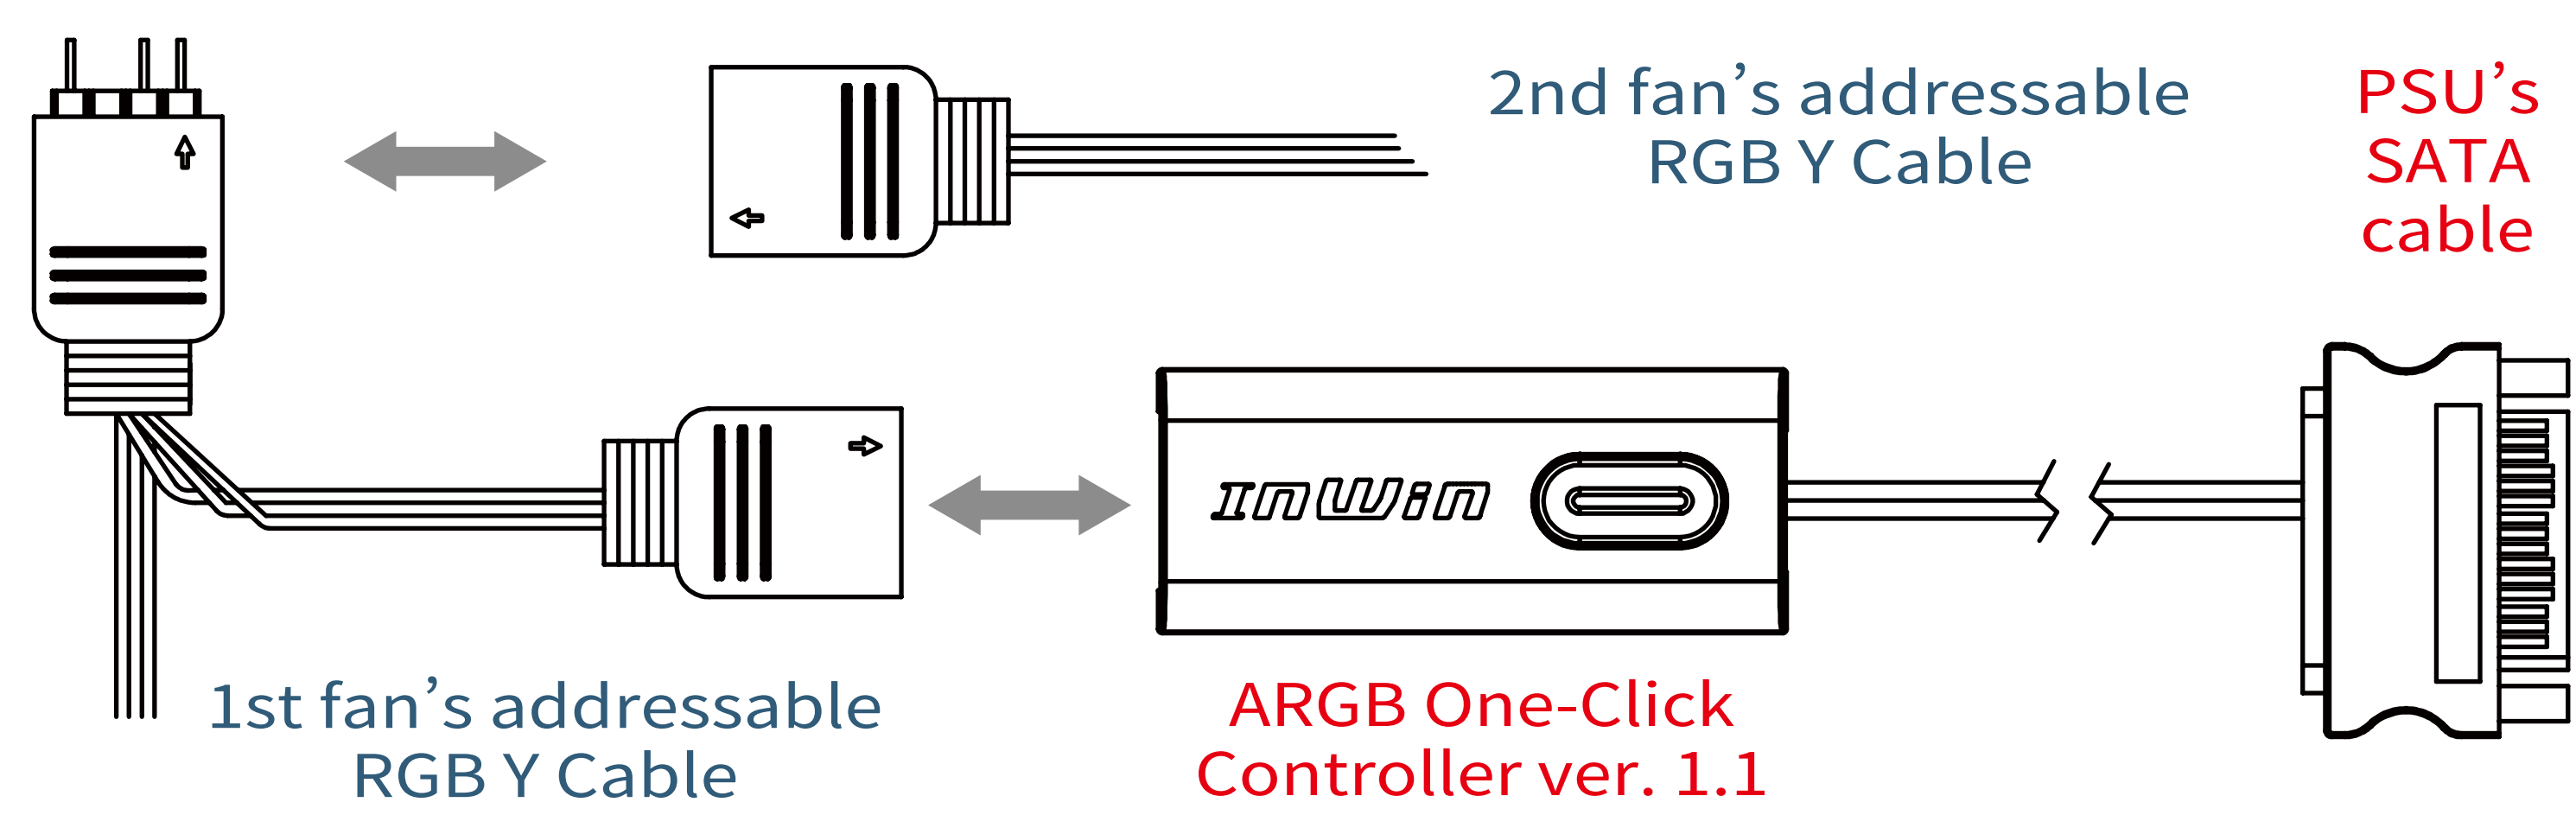 2nd fan’s addressable
RGB Y Cable
PSU’s
SATA
cable
InWin
1st fan’s addressable
RGB Y Cable
ARGB One-Click
Controller ver. 1.1